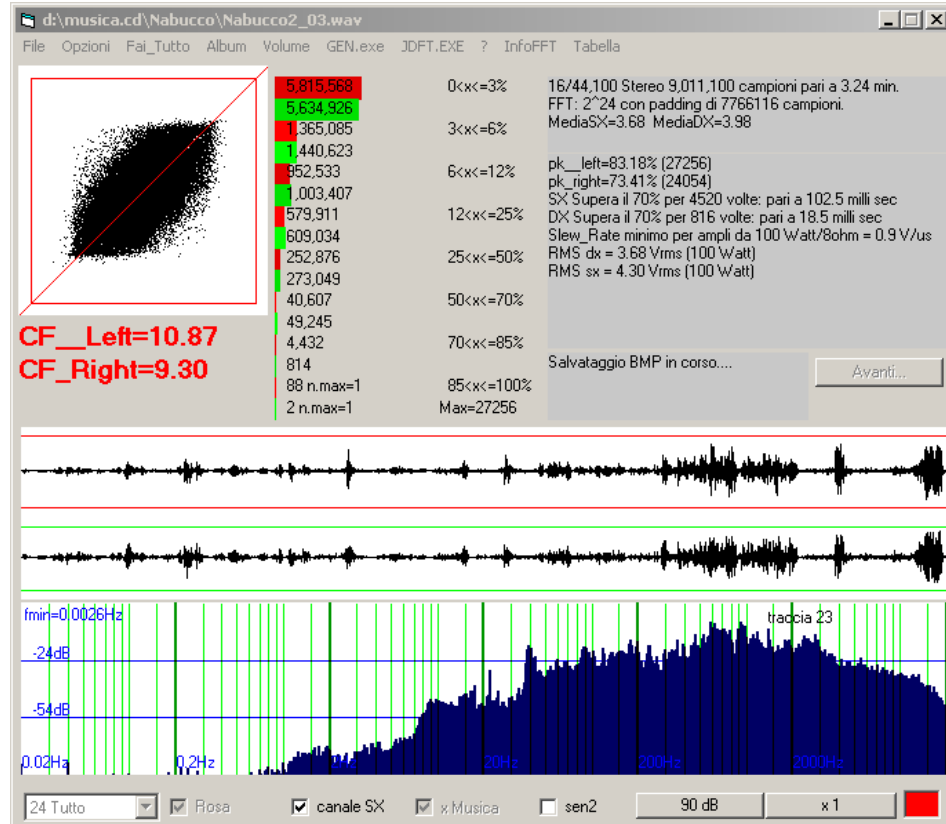 d:\musica.cd\Nabucco\Nabucco2_03.wav
File Opzioni Fai_Tutto Album Volume GEN.exe JDFT.EXE ? InfoFFT Tabella
5,815,568 0<x<=3%
5,634,926
1,365,085 3<x<=6%
1,440,623
952,533 6<x<=12%
1,003,407
579,911 12<x<=25%
609,034
252,876 25<x<=50%
273,049
40,607 50<x<=70%
49,245
4,432 70<x<=85%
814
88 n.max=1 85<x<=100%
2 n.max=1 Max=27256
CF__Left=10.87
CF_Right=9.30
16/44,100 Stereo 9,011,100 campioni pari a 3.24 min.
FFT: 2^24 con padding di 7766116 campioni.
MediaSX=3.68 MediaDX=3.98
pk__left=83.18% (27256)
pk_right=73.41% (24054)
SX Supera il 70% per 4520 volte: pari a 102.5 milli sec
DX Supera il 70% per 816 volte: pari a 18.5 milli sec
Slew_Rate minimo per ampli da 100 Watt/8ohm = 0.9 V/us
RMS dx = 3.68 Vrms (100 Watt)
RMS sx = 4.30 Vrms (100 Watt)
Salvataggio BMP in corso....
Avanti...
fmin=0.0026Hz
traccia 23
-24dB
-54dB
0.02Hz 0,2Hz 20Hz 200Hz 2000Hz
24 Tutto Rosa canale SX x Musica sen2 90 dB x 1